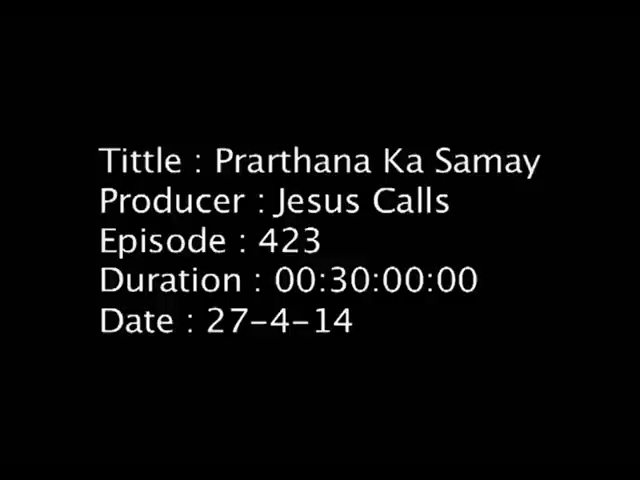 Tittle : Prarthana Ka Samay
Producer : Jesus Calls
Episode : 423
Duration : 00:30:00:00
Date : 27-4-14